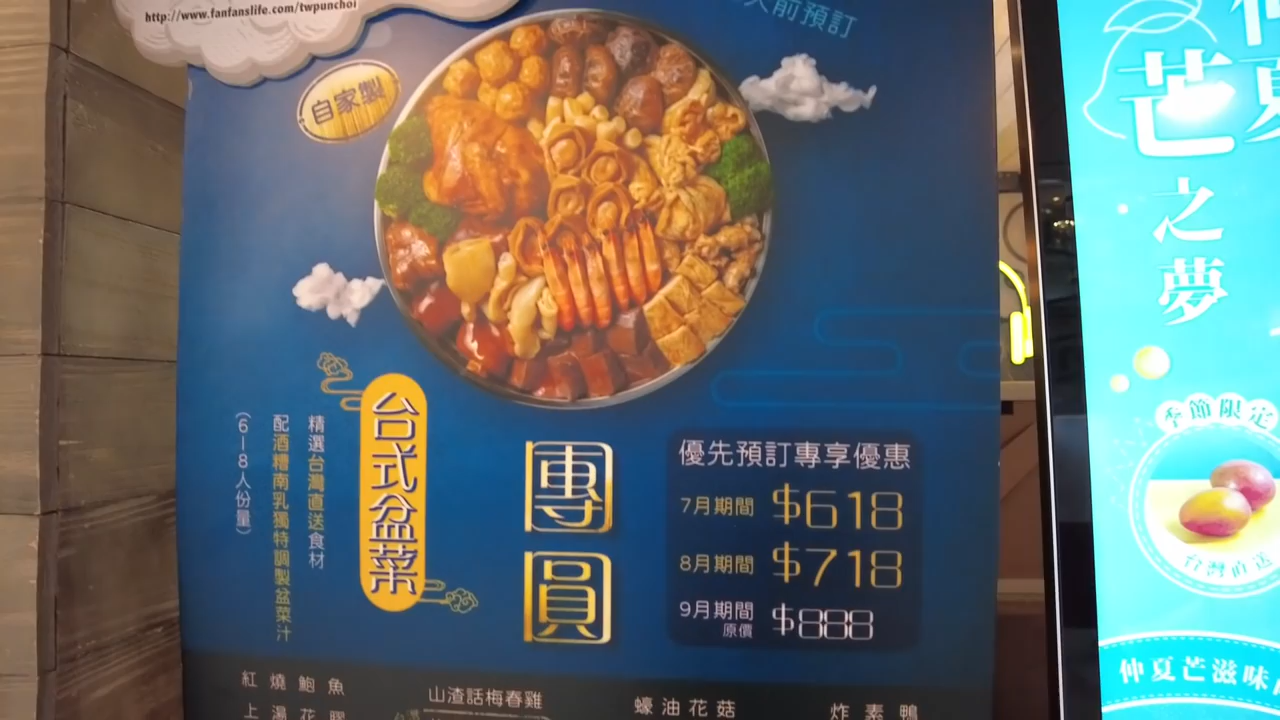 http://www.fanfanslife.com/twpunchoi
前預訂
自家製
台式盆菜
精選台灣直送食材
配酒糟南乳獨特調製盆菜汁
（6－8人份量）
團圓
優先預訂專享優惠
7月期間 $618
8月期間 $718
9月期間 $888
原價
紅燒鮑魚
山渣話梅春雞
蠔油花菇
炸素鴨
上湯花膠
仲夏
芒
之
夢
季節限定
台灣直送
仲夏芒滋味